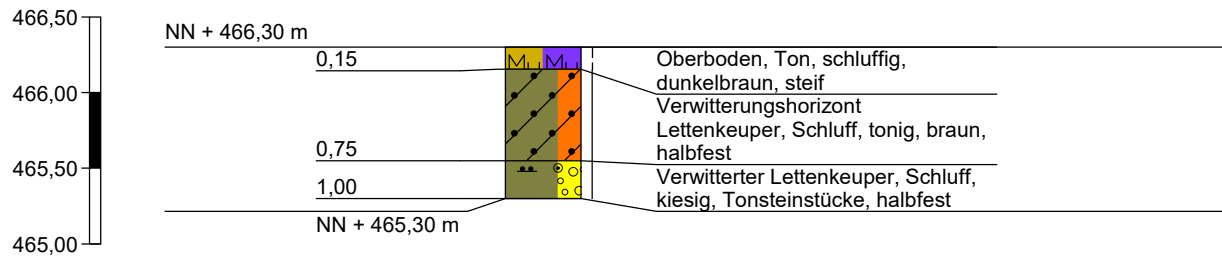 466,50
466,00
465,50
465,00
NN + 466,30 m
0,15
0,75
1,00
NN + 465,30 m
M M
Oberboden, Ton, schluffig,
dunkelbraun, steif
Verwitterungshorizont
Lettenkeuper, Schluff, tonig, braun,
halbfest
Verwitterter Lettenkeuper, Schluff,
kiesig, Tonsteinstücke, halbfest